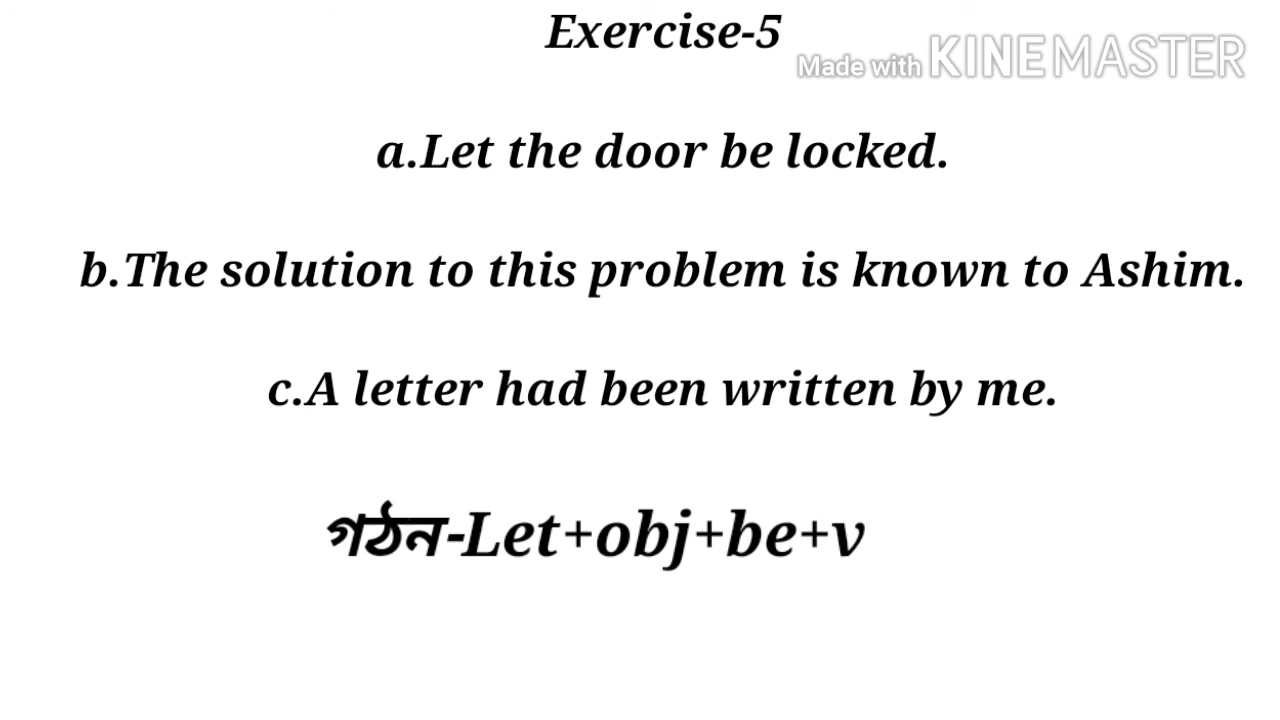 Exercise-5
Made with KINEMASTER
a.Let the door be locked.
b.The solution to this problem is known to Ashim.
c.A letter had been written by me.
গঠন-Let+obj+be+v